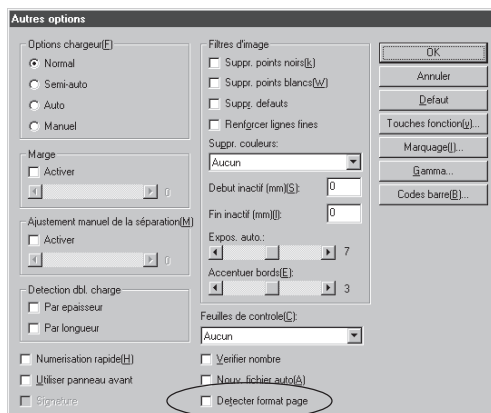 Autres options
Options chargeur(F)
Normal
Semi-auto
Auto
Manuel
Marge
Activer
0
Ajustement manuel de la séparation(M)
Activer
0
Detection dbl. charge
Par epaisseur
Par longueur
Numerisation rapide(H)
Utiliser panneau avant
Signature
Filtres d'image
Suppr. points noirs(k)
Suppr. points blancs(W)
Suppr. defauts
Renforcer lignes fines
Suppr. couleurs:
Aucun
Debut inactif (mm)(S): 0
Fin inactif (mm)(I): 0
Expos. auto.:
7
Accentuer bords(E):
3
Feuilles de controle(C):
Aucun
Verifier nombre
Nouv. fichier auto(A)
Detecter format page
OK
Annuler
Defaut
Touches fonction(y)...
Marquage(J)...
Gamma...
Codes barre(B)...